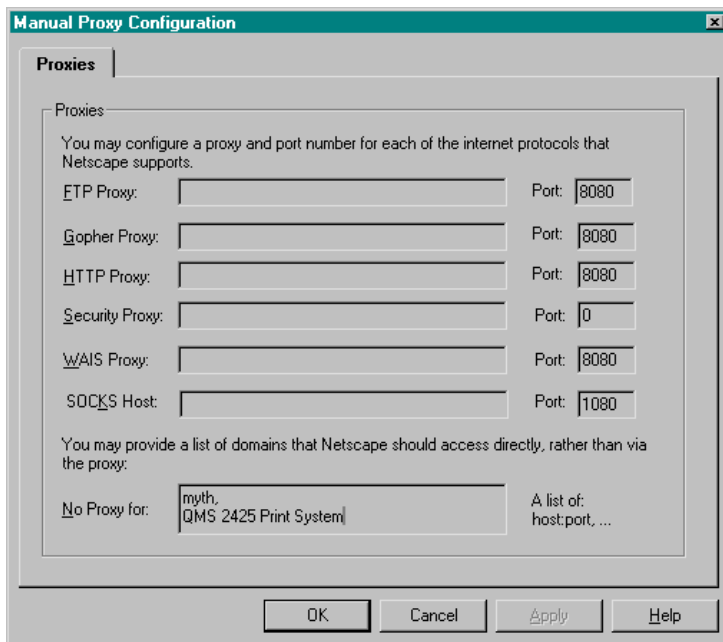 Manual Proxy Configuration
Proxies
Proxies
You may configure a proxy and port number for each of the internet protocols that
Netscape supports.
FTP Proxy: Port: 8080
Gopher Proxy: Port: 8080
HTTP Proxy: Port: 8080
Security Proxy: Port: 0
WAIS Proxy: Port: 8080
SOCKS Host: Port: 1080
You may provide a list of domains that Netscape should access directly, rather than via
the proxy:
No Proxy for:
myth,
QMS 2425 Print System
A list of:
host:port, ...
OK Cancel Apply Help